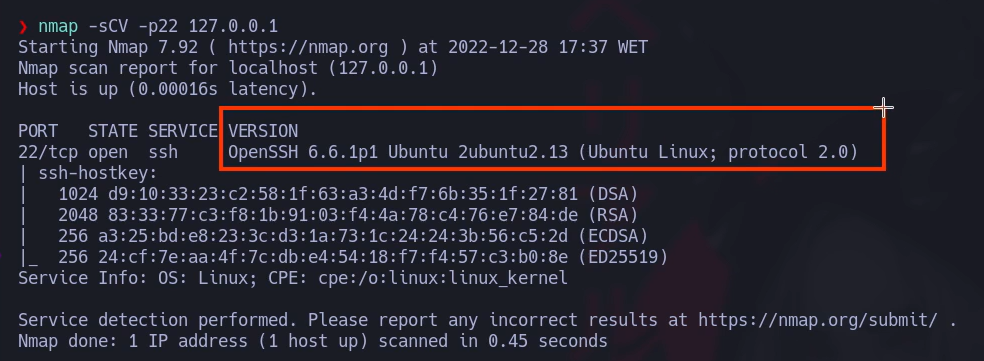 ❯ nmap -sCV -p22 127.0.0.1
Starting Nmap 7.92 ( https://nmap.org ) at 2022-12-28 17:37 WET
Nmap scan report for localhost (127.0.0.1)
Host is up (0.00016s latency).
PORT   STATE SERVICE VERSION
22/tcp open  ssh     OpenSSH 6.6.1p1 Ubuntu 2ubuntu2.13 (Ubuntu Linux; protocol 2.0)
| ssh-hostkey:
|   1024 d9:10:33:23:c2:58:1f:63:a3:4d:f7:6b:35:1f:27:81 (DSA)
|   2048 83:33:77:c3:f8:1b:91:03:f4:4a:78:c4:76:e7:84:de (RSA)
|   256 a3:25:bd:e8:23:3c:d3:1a:73:1c:24:24:3b:56:c5:2d (ECDSA)
|_  256 24:cf:7e:aa:4f:7c:db:e4:54:18:f7:f4:57:c3:b0:8e (ED25519)
Service Info: OS: Linux; CPE: cpe:/o:linux:linux_kernel
Service detection performed. Please report any incorrect results at https://nmap.org/submit/ .
Nmap done: 1 IP address (1 host up) scanned in 0.45 seconds